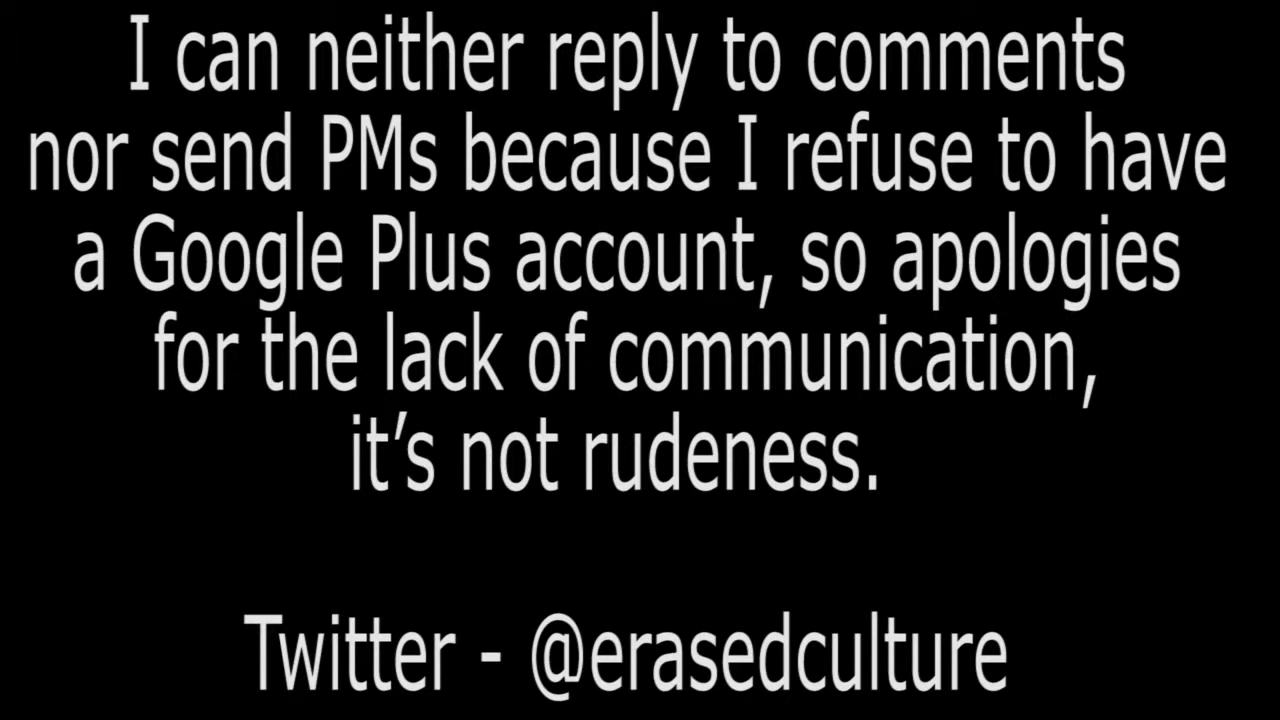 I can neither reply to comments
nor send PMs because I refuse to have
a Google Plus account, so apologies
for the lack of communication,
it’s not rudeness.
Twitter - @erasedculture